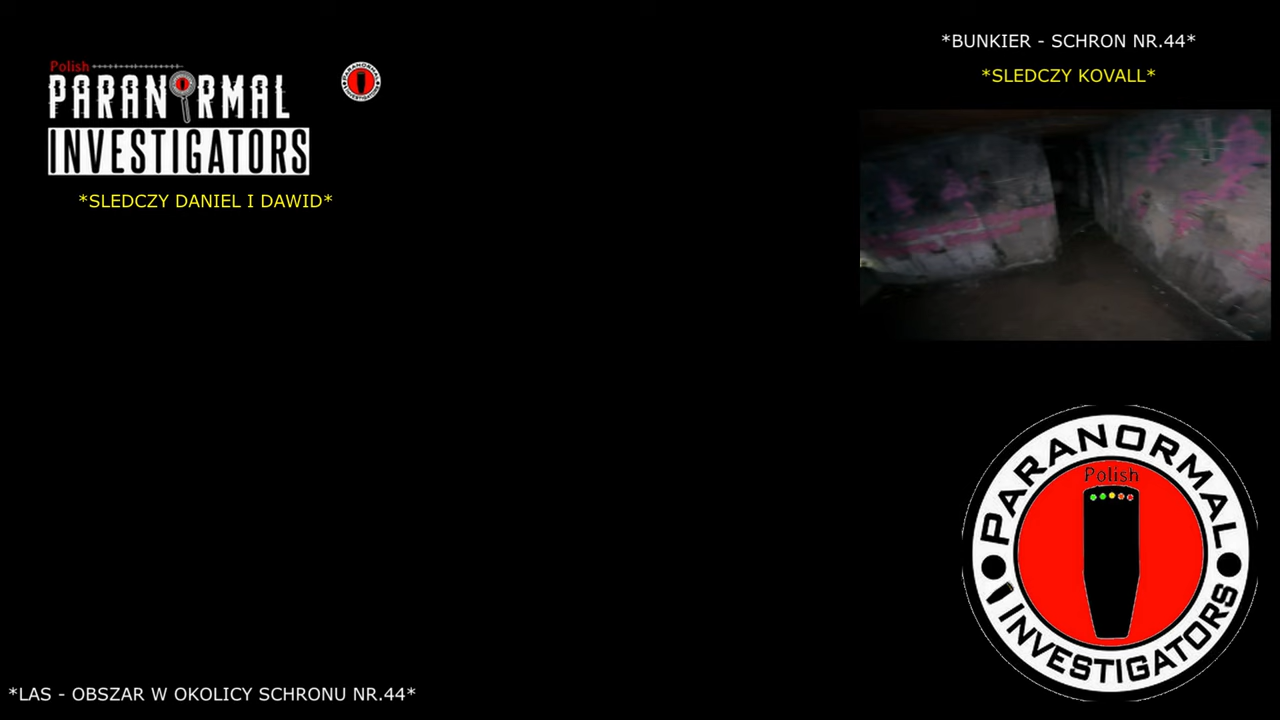 Polish
PARANORMAL
INVESTIGATORS
*SLEDCZY DANIEL I DAWID*
*BUNKIER - SCHRON NR.44*
*SLEDCZY KOVALL*
PARANORMAL
Polish
INVESTIGATORS
*LAS - OBSZAR W OKOLICY SCHRONU NR.44*